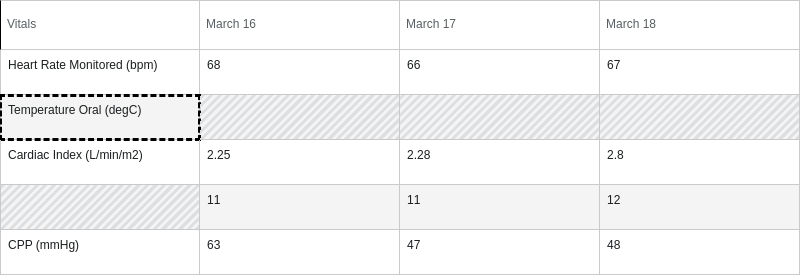 Vitals March 16 March 17 March 18
Heart Rate Monitored (bpm) 68 66 67
Temperature Oral (degC)
Cardiac Index (L/min/m2) 2.25 2.28 2.8
11 11 12
CPP (mmHg) 63 47 48